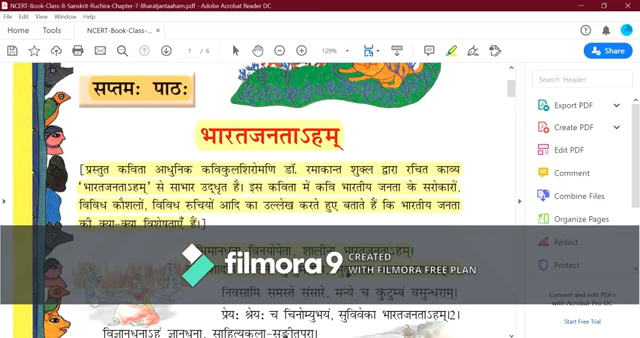 NCERT-Book-Class-8-Sanskrit-Ruchira-Chapter-7-Bharatjantaaham.pdf - Adobe Acrobat Reader DC
File Edit View Window Help
Home Tools NCERT-Book-Class-... ×
1 / 6 129% Share
सप्तमः पाठः
भारतजनताऽहम्
[प्रस्तुत कविता आधुनिक कविकुलशिरोमणि डॉ. रमाकान्त शुक्ल द्वारा रचित काव्य
'भारतजनताऽहम्' से साभार उद्धृत है। इस कविता में कवि भारतीय जनता के सरोकारों,
विविध कौशलों, विविध रुचियों आदि का उल्लेख करते हुए बताते हैं कि भारतीय जनता
की क्या-क्या विशेषताएँ हैं।]
विनयोपेता, शालीना भारतजनताऽहम्।
filmora9 CREATED WITH FILMORA FREE PLAN
निवसामि समस्ते संसारे, मन्ये च कुटुम्बं वसुन्धराम्।
प्रेयः श्रेयः च चिनोम्युभयं, सुविवेका भारतजनताऽहम्।2।
विज्ञानधनाऽहं ज्ञानधना, साहित्यकला-सङ्गीतपरा।
Search 'Header'
Export PDF
Create PDF
Edit PDF
Comment
Combine Files
Organize Pages
Redact
Protect
Convert and edit PDFs with Acrobat Pro DC
Start Free Trial